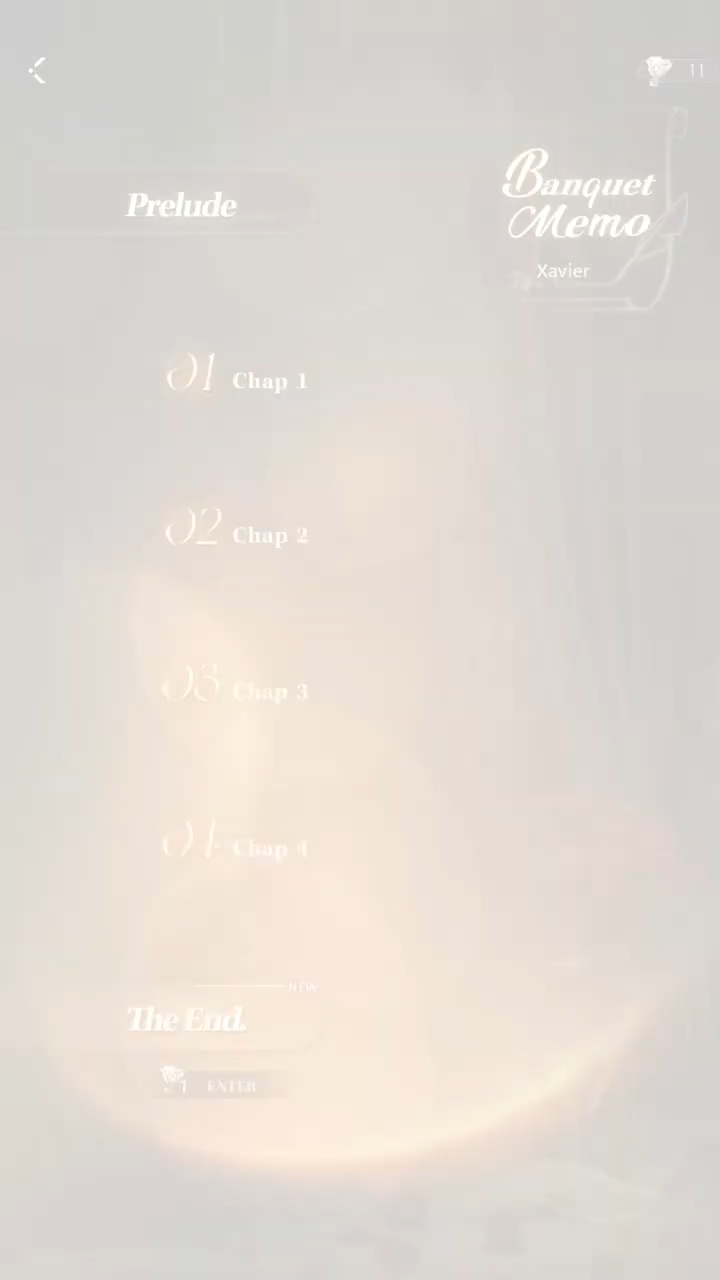 11
Prelude
Banquet
Memo
Xavier
01 Chap 1
02 Chap 2
03 Chap 3
04 Chap 4
NEW
The End.
1 ENTER